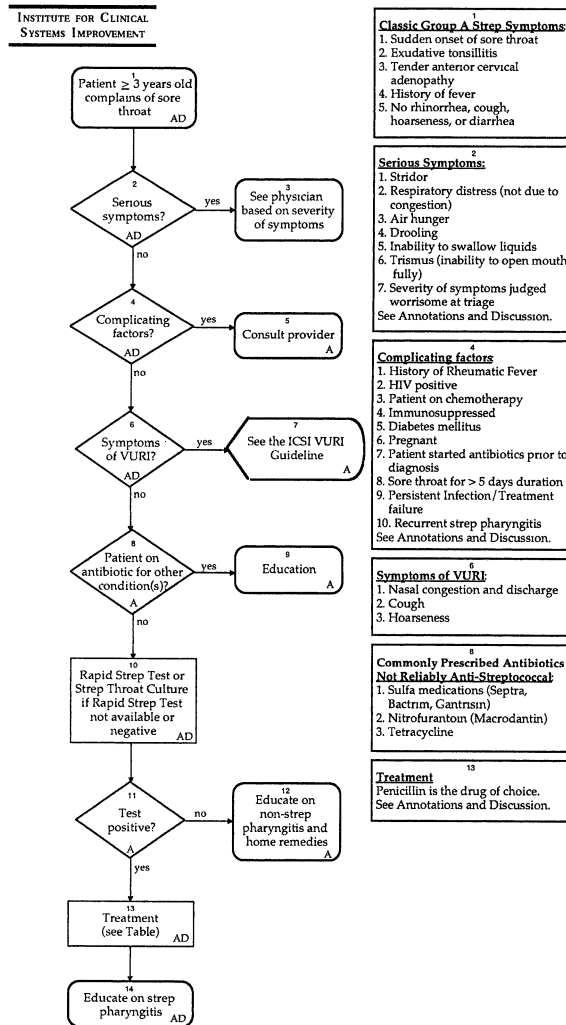 INSTITUTE FOR CLINICAL
SYSTEMS IMPROVEMENT
1
Patient ≥ 3 years old
complains of sore
throat
AD
2
Serious
symptoms?
AD
yes
no
3
See physician
based on severity
of symptoms
4
Complicating
factors?
AD
yes
no
5
Consult provider
A
6
Symptoms
of VURI?
AD
yes
no
7
See the ICSI VURI
Guideline
A
8
Patient on
antibiotic for other
condition(s)?
A
yes
no
9
Education
A
10
Rapid Strep Test or
Strep Throat Culture
if Rapid Strep Test
not available or
negative
AD
11
Test
positive?
A
no
yes
12
Educate on
non-strep
pharyngitis and
home remedies
A
13
Treatment
(see Table)
AD
14
Educate on strep
pharyngitis
AD
1
Classic Group A Strep Symptoms:
1. Sudden onset of sore throat
2. Exudative tonsillitis
3. Tender anterior cervical
adenopathy
4. History of fever
5. No rhinorrhea, cough,
hoarseness, or diarrhea
2
Serious Symptoms:
1. Stridor
2. Respiratory distress (not due to
congestion)
3. Air hunger
4. Drooling
5. Inability to swallow liquids
6. Trismus (inability to open mouth
fully)
7. Severity of symptoms judged
worrisome at triage
See Annotations and Discussion.
4
Complicating factors
1. History of Rheumatic Fever
2. HIV positive
3. Patient on chemotherapy
4. Immunosuppressed
5. Diabetes mellitus
6. Pregnant
7. Patient started antibiotics prior to
diagnosis
8. Sore throat for > 5 days duration
9. Persistent Infection/Treatment
failure
10. Recurrent strep pharyngitis
See Annotations and Discussion.
6
Symptoms of VURI:
1. Nasal congestion and discharge
2. Cough
3. Hoarseness
8
Commonly Prescribed Antibiotics
Not Reliably Anti-Streptococcal:
1. Sulfa medications (Septra,
Bactrim, Gantrisin)
2. Nitrofurantoin (Macrodantin)
3. Tetracycline
13
Treatment
Penicillin is the drug of choice.
See Annotations and Discussion.